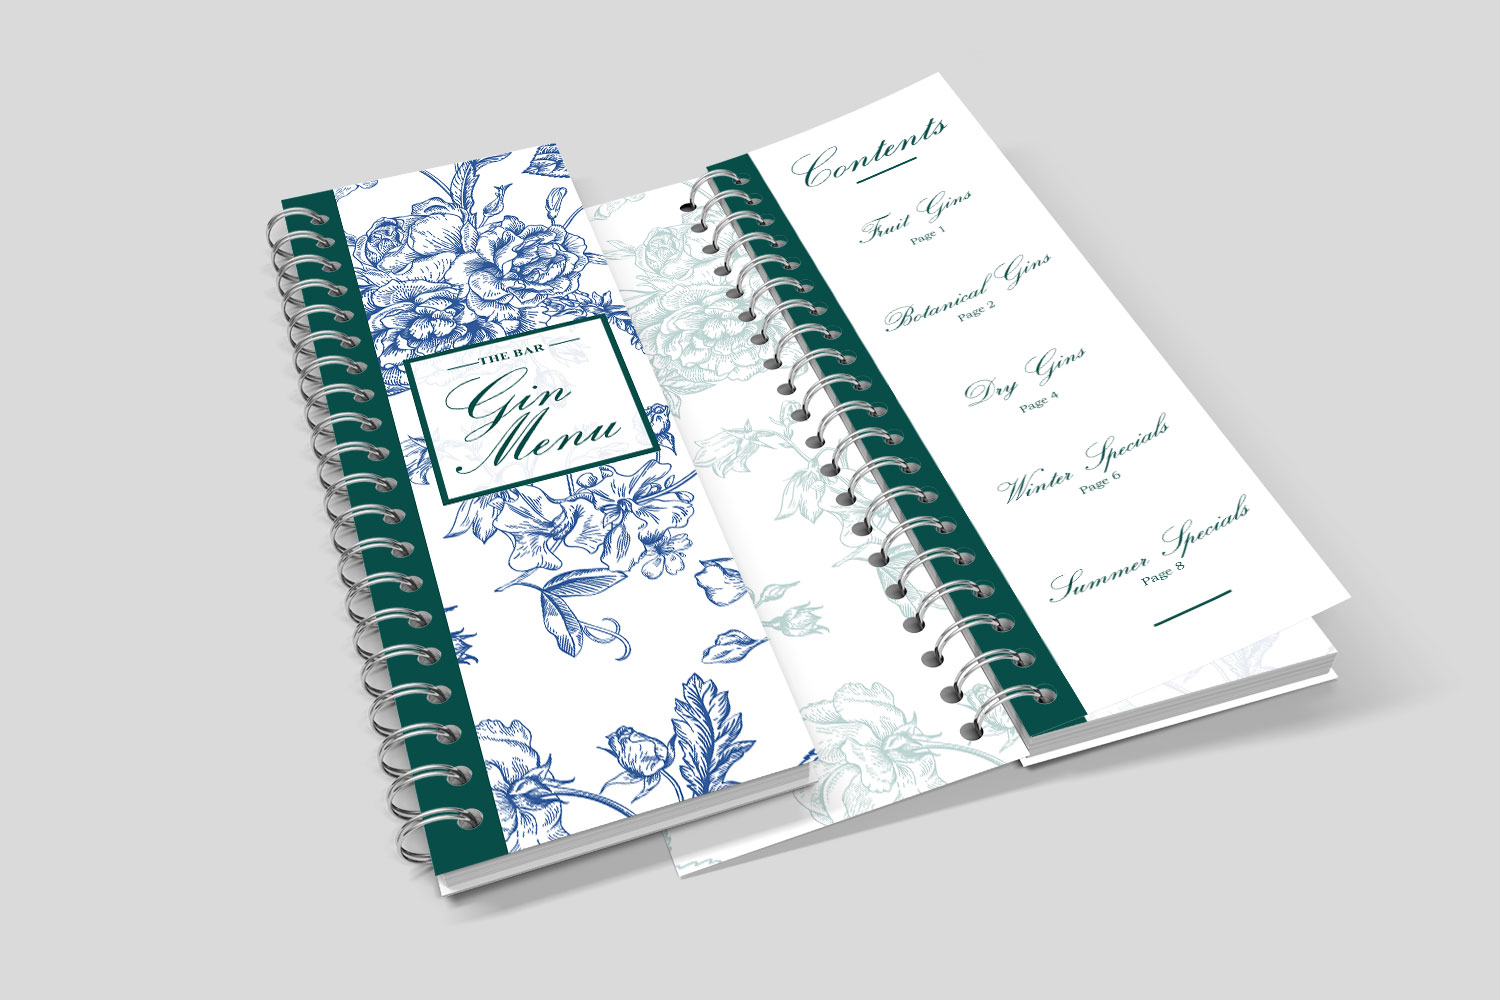 THE BAR
Gin
Menu
Contents
Fruit Gins
Page 1
Botanical Gins
Page 2
Dry Gins
Page 4
Winter Specials
Page 6
Summer Specials
Page 8